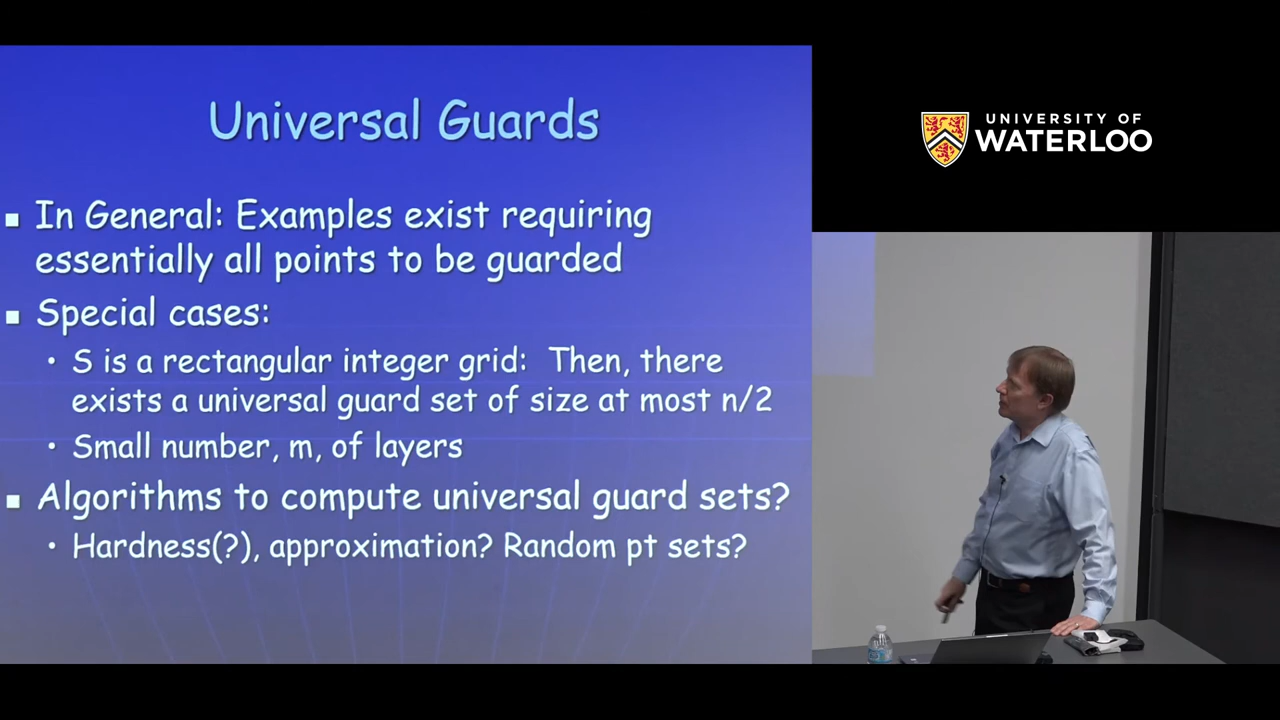 Universal Guards
▪ In General: Examples exist requiring
essentially all points to be guarded
▪ Special cases:
• S is a rectangular integer grid: Then, there
exists a universal guard set of size at most n/2
• Small number, m, of layers
▪ Algorithms to compute universal guard sets?
• Hardness(?), approximation? Random pt sets?
UNIVERSITY OF
WATERLOO